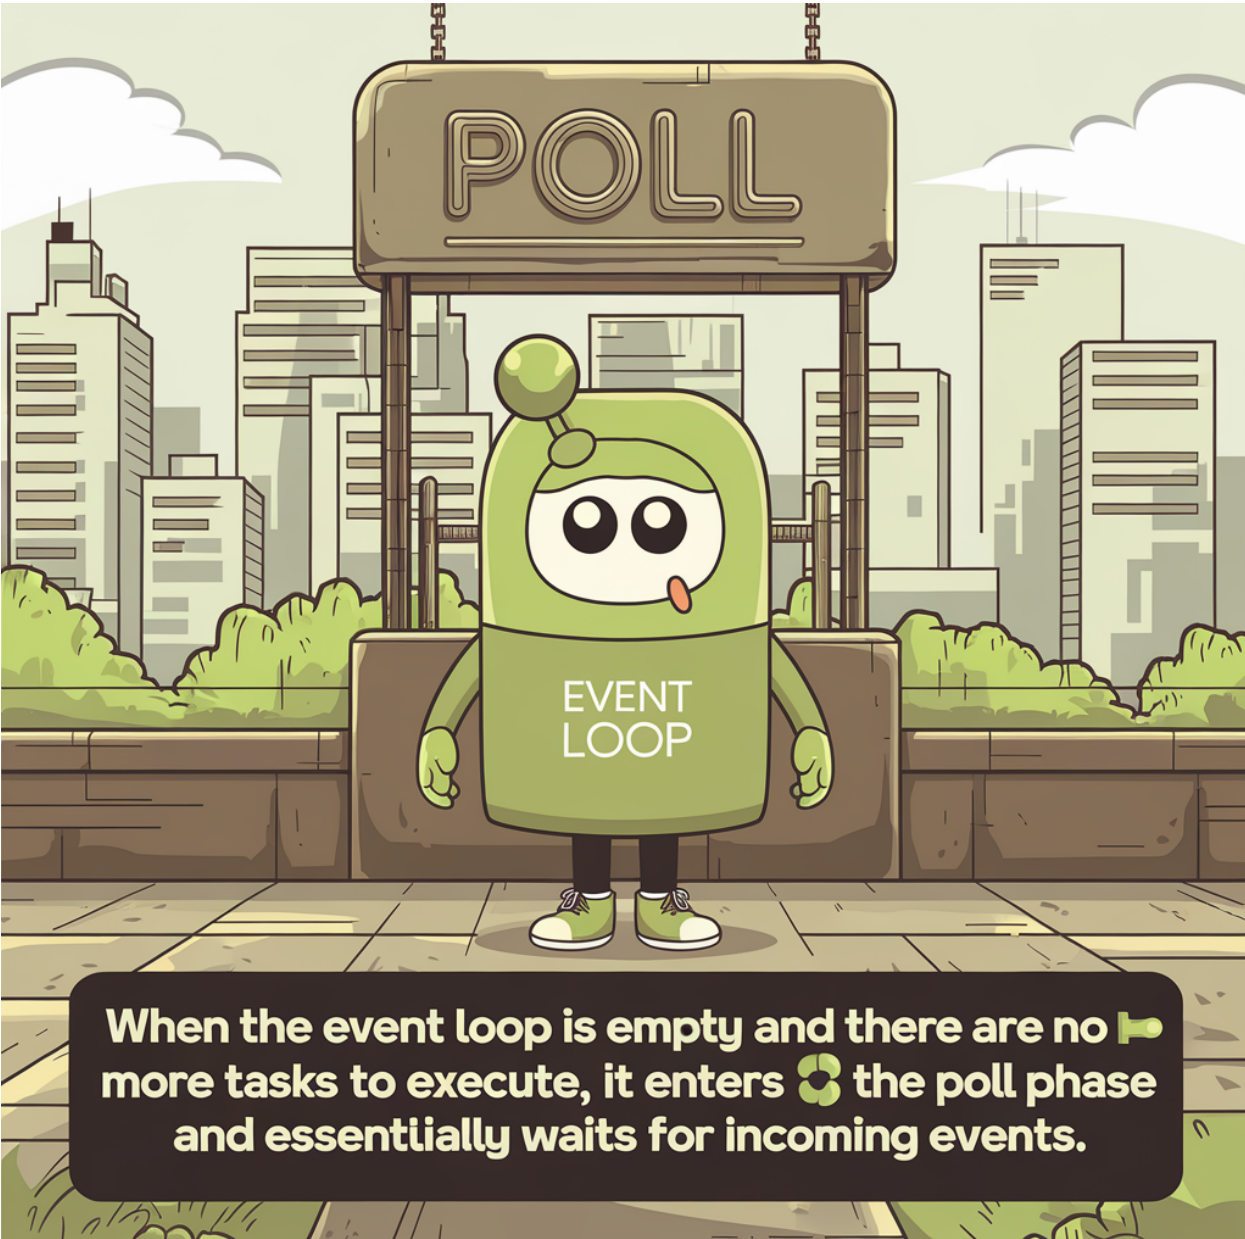 POLL
EVENT
LOOP
When the event loop is empty and there are no
more tasks to execute, it enters the poll phase
and essentliially waits for incoming events.